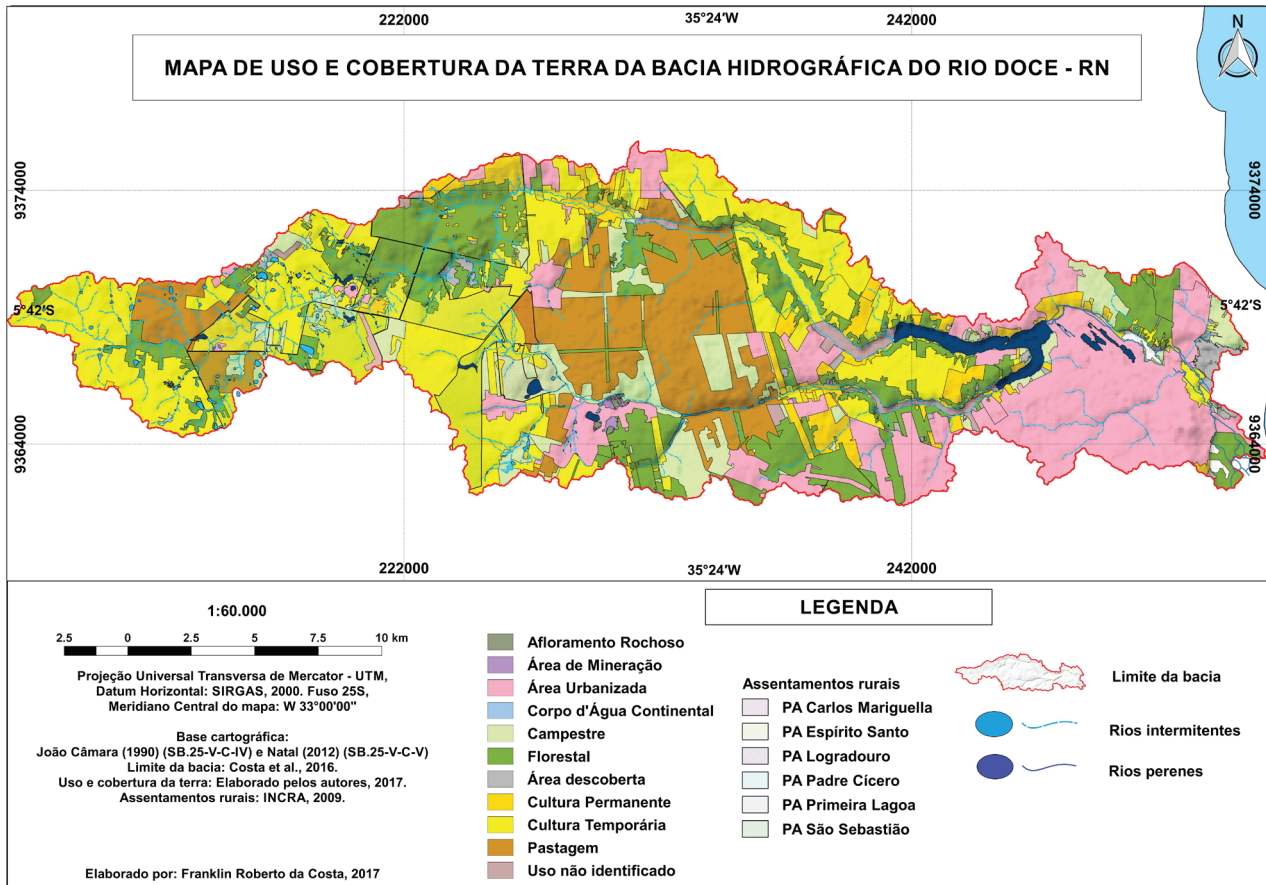 222000
35°24'W
242000
N
MAPA DE USO E COBERTURA DA TERRA DA BACIA HIDROGRÁFICA DO RIO DOCE - RN
9374000
9374000
5°42'S
5°42'S
9364000
9364000
222000
35°24'W
242000
1:60.000
2.5 0 2.5 5 7.5 10 km
Projeção Universal Transversa de Mercator - UTM,
Datum Horizontal: SIRGAS, 2000. Fuso 25S,
Meridiano Central do mapa: W 33°00'00"
Base cartográfica:
João Câmara (1990) (SB.25-V-C-IV) e Natal (2012) (SB.25-V-C-V)
Limite da bacia: Costa et al., 2016.
Uso e cobertura da terra: Elaborado pelos autores, 2017.
Assentamentos rurais: INCRA, 2009.
Elaborado por: Franklin Roberto da Costa, 2017
LEGENDA
Afloramento Rochoso
Área de Mineração
Área Urbanizada
Corpo d'Água Continental
Campestre
Florestal
Área descoberta
Cultura Permanente
Cultura Temporária
Pastagem
Uso não identificado
Assentamentos rurais
PA Carlos Mariguella
PA Espírito Santo
PA Logradouro
PA Padre Cícero
PA Primeira Lagoa
PA São Sebastião
Limite da bacia
Rios intermitentes
Rios perenes